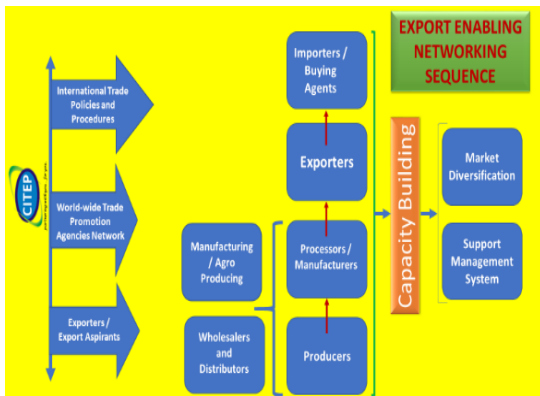 EXPORT ENABLING
NETWORKING
SEQUENCE
International Trade
Policies and
Procedures
CITEP
World-wide Trade
Promotion
Agencies Network
Exporters /
Export Aspirants
Manufacturing
/ Agro
Producing
Wholesalers
and
Distributors
Importers /
Buying
Agents
Exporters
Processors /
Manufacturers
Producers
Capacity Building
Market
Diversification
Support
Management
System